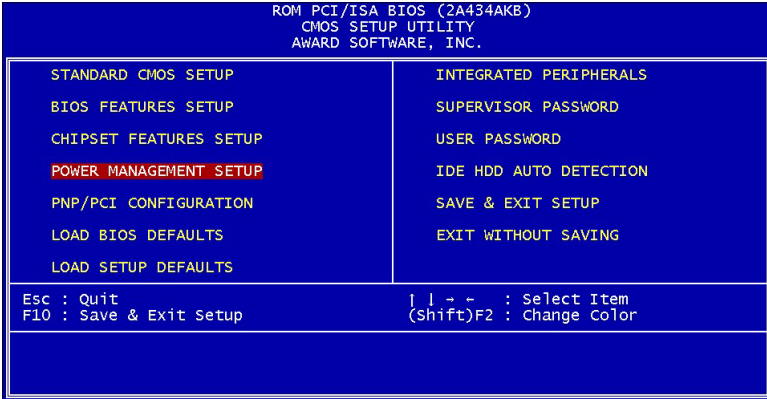 ROM PCI/ISA BIOS (2A434AKB)
CMOS SETUP UTILITY
AWARD SOFTWARE, INC.
STANDARD CMOS SETUP
BIOS FEATURES SETUP
CHIPSET FEATURES SETUP
POWER MANAGEMENT SETUP
PNP/PCI CONFIGURATION
LOAD BIOS DEFAULTS
LOAD SETUP DEFAULTS
INTEGRATED PERIPHERALS
SUPERVISOR PASSWORD
USER PASSWORD
IDE HDD AUTO DETECTION
SAVE & EXIT SETUP
EXIT WITHOUT SAVING
Esc : Quit
F10 : Save & Exit Setup
↑ ↓ → ← : Select Item
(Shift)F2 : Change Color